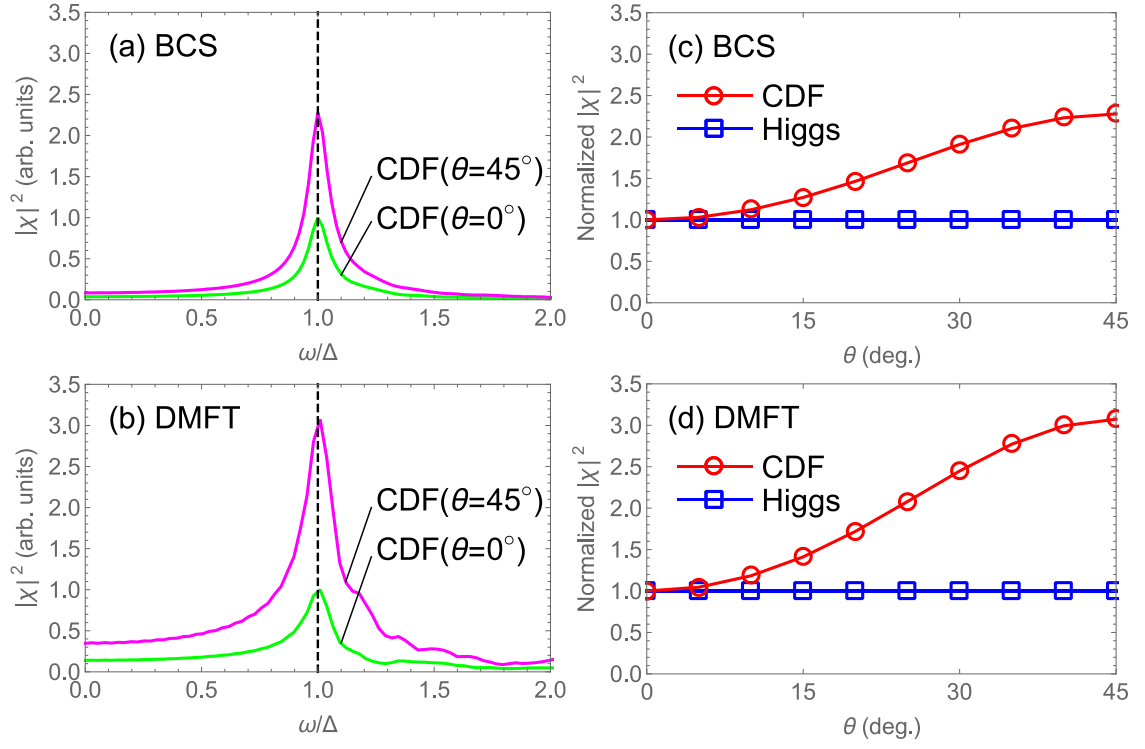 (a) BCS
|χ|² (arb. units)
3.5
3.0
2.5
2.0
1.5
1.0
0.5
0.0
CDF(θ=45°)
CDF(θ=0°)
0.0 0.5 1.0 1.5 2.0
ω/Δ
(c) BCS
Normalized |χ|²
3.5
3.0
2.5
2.0
1.5
1.0
0.5
0.0
CDF
Higgs
0 15 30 45
θ (deg.)
(b) DMFT
|χ|² (arb. units)
3.5
3.0
2.5
2.0
1.5
1.0
0.5
0.0
CDF(θ=45°)
CDF(θ=0°)
0.0 0.5 1.0 1.5 2.0
ω/Δ
(d) DMFT
Normalized |χ|²
3.5
3.0
2.5
2.0
1.5
1.0
0.5
0.0
CDF
Higgs
0 15 30 45
θ (deg.)